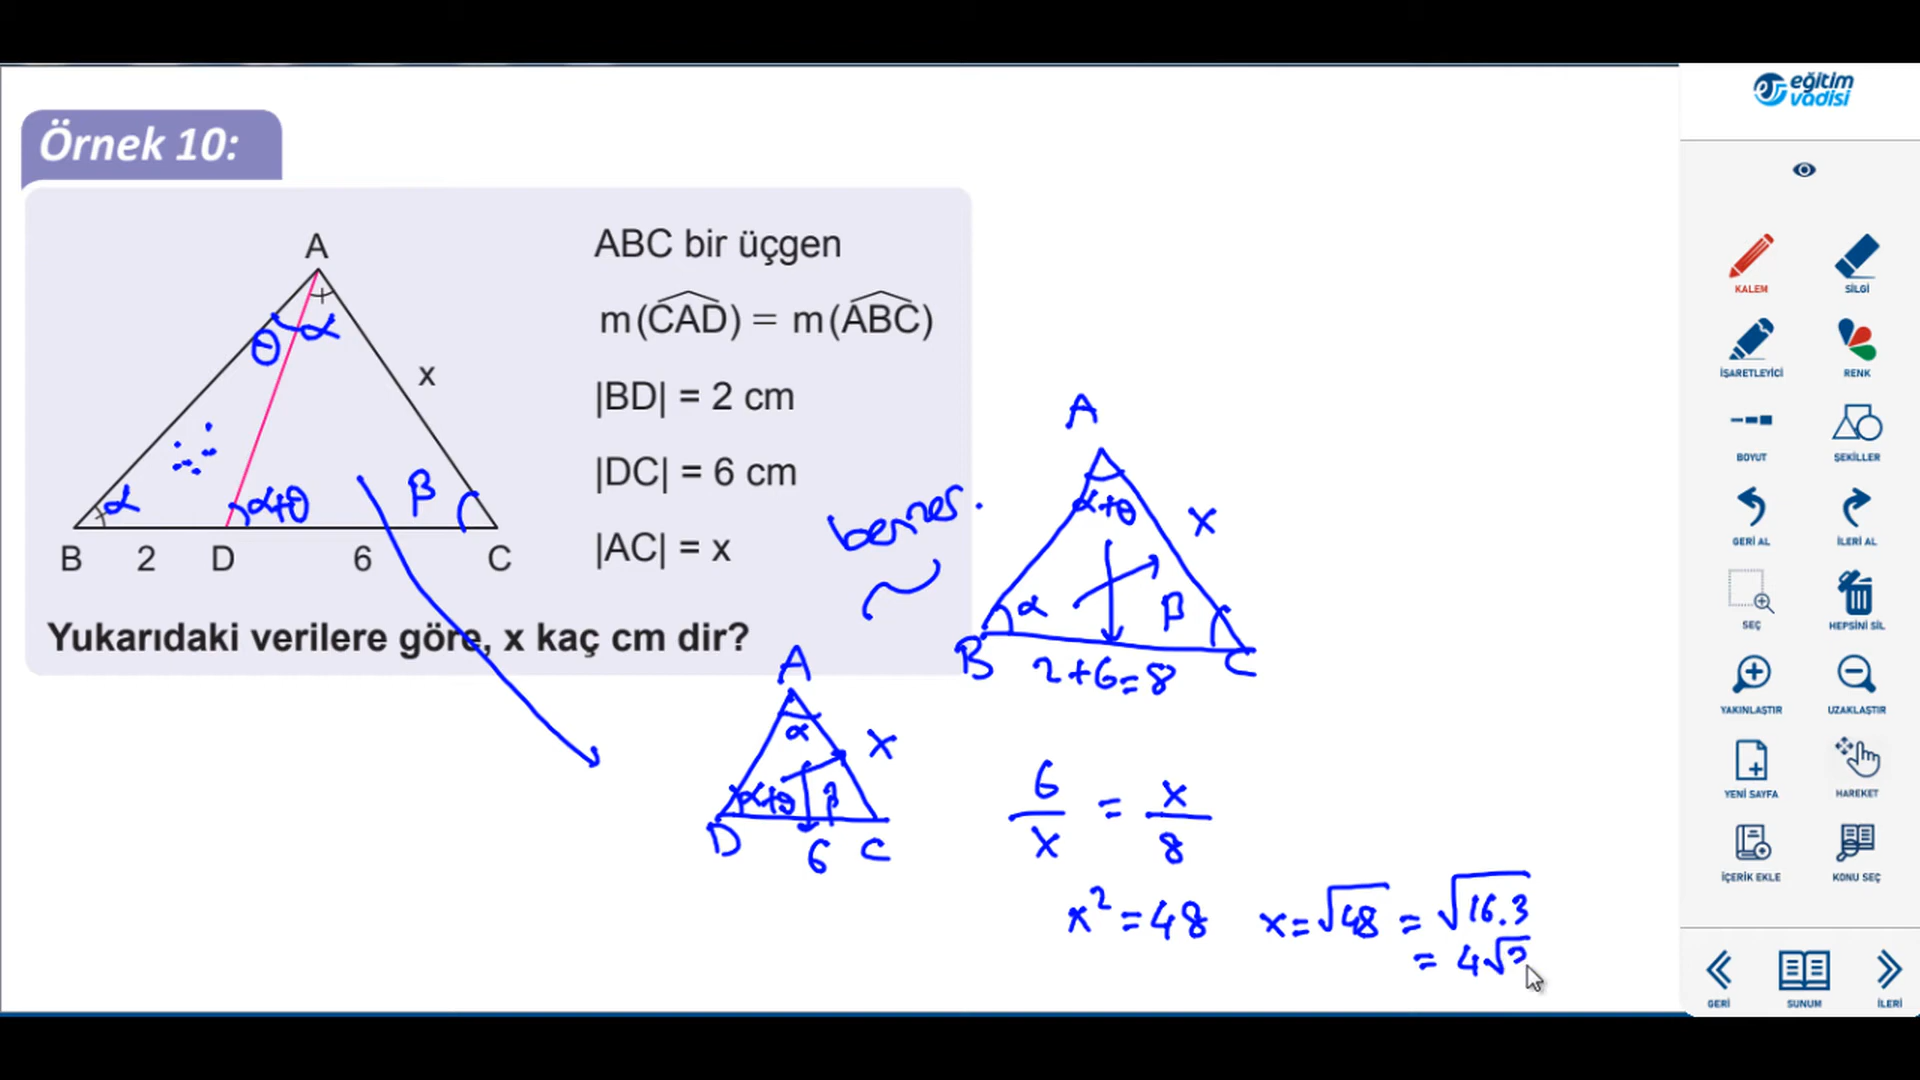 eğitim
vadisi
Örnek 10:
A
ABC bir üçgen
m(CAD) = m(ABC)
θ α
x
|BD| = 2 cm
|DC| = 6 cm
|AC| = x
α α+θ β
B 2 D 6 C
benzer.
Yukarıdaki verilere göre, x kaç cm dir?
A
α+θ x
α β
B 2+6=8 C
A
α x
α+θ β
D 6 C
6/x = x/8
x² = 48 x = √48 = √16.3
= 4√
KALEM SİLGİ
İŞARETLEYİCİ RENK
BOYUT ŞEKİLLER
GERİ AL İLERİ AL
SEÇ HEPSİNİ SİL
YAKINLAŞTIR UZAKLAŞTIR
YENİ SAYFA HAREKET
İÇERİK EKLE KONU SEÇ
GERİ SUNUM İLERİ